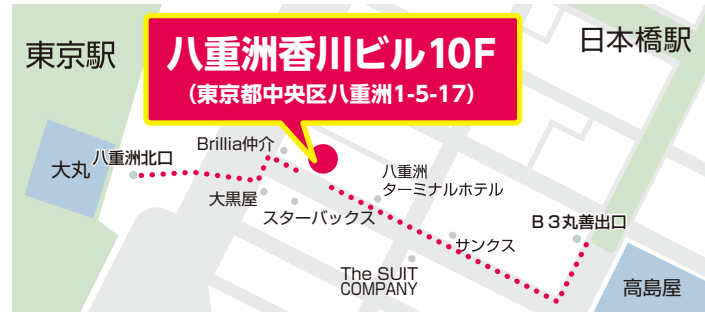 東京駅
日本橋駅
八重洲香川ビル10F
（東京都中央区八重洲1-5-17）
Brillia仲介
大丸
八重洲北口
八重洲
ターミナルホテル
大黒屋
スターバックス
B3丸善出口
サンクス
The SUIT
COMPANY
高島屋